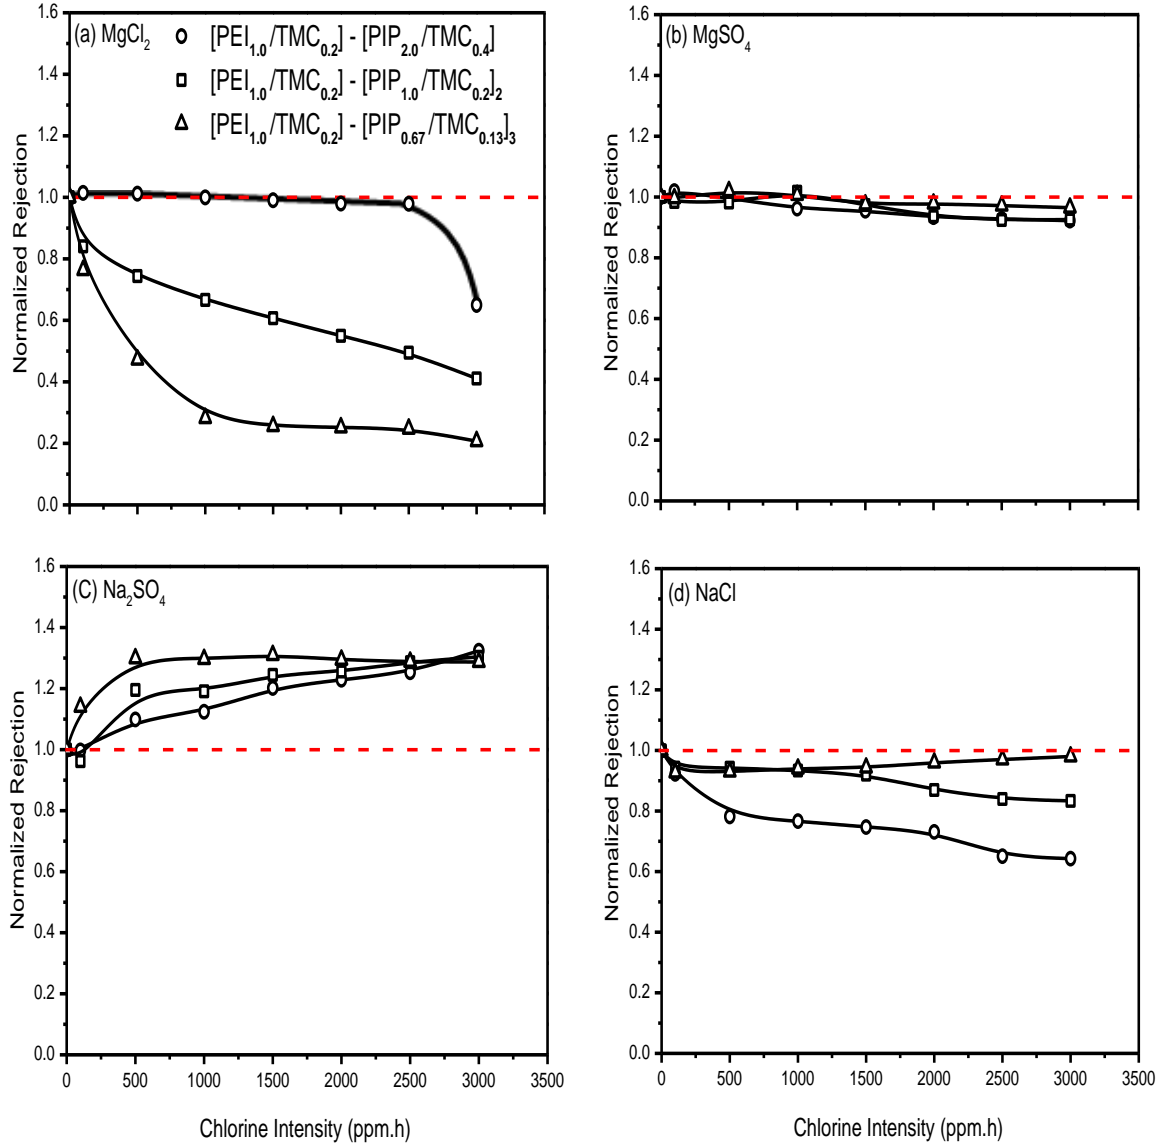 (a) MgCl2
[PEI1.0/TMC0.2] - [PIP2.0/TMC0.4]
[PEI1.0/TMC0.2] - [PIP1.0/TMC0.2]2
[PEI1.0/TMC0.2] - [PIP0.67/TMC0.13]3
1.6
1.4
1.2
1.0
0.8
0.6
0.4
0.2
0.0
Normalized Rejection
(b) MgSO4
1.6
1.4
1.2
1.0
0.8
0.6
0.4
0.2
0.0
Normalized Rejection
(C) Na2SO4
1.6
1.4
1.2
1.0
0.8
0.6
0.4
0.2
0.0
Normalized Rejection
0 500 1000 1500 2000 2500 3000 3500
Chlorine Intensity (ppm.h)
(d) NaCl
1.6
1.4
1.2
1.0
0.8
0.6
0.4
0.2
0.0
Normalized Rejection
0 500 1000 1500 2000 2500 3000 3500
Chlorine Intensity (ppm.h)